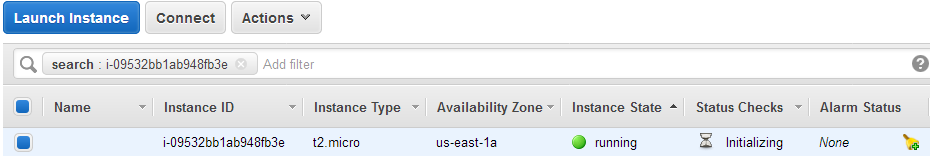 Launch Instance Connect Actions
search : i-09532bb1ab948fb3e Add filter
Name Instance ID Instance Type Availability Zone Instance State Status Checks Alarm Status
i-09532bb1ab948fb3e t2.micro us-east-1a running Initializing None